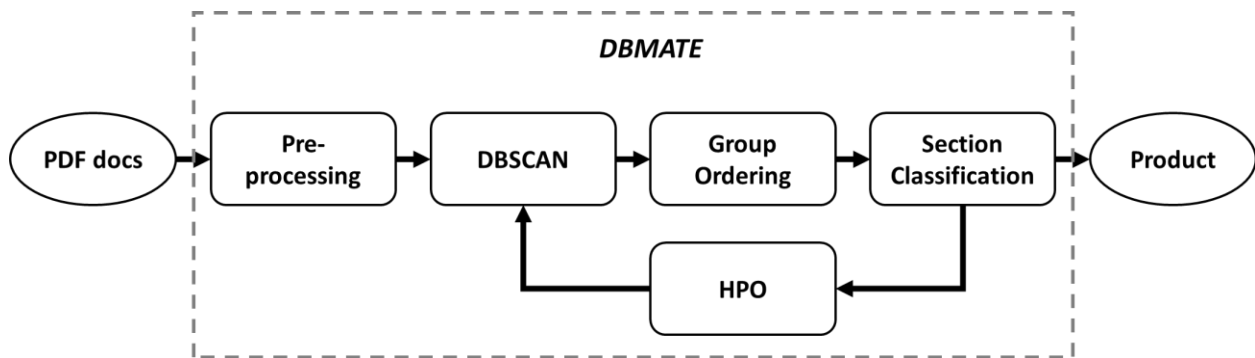 DBMATE
PDF docs
Pre-
processing
DBSCAN
Group
Ordering
Section
Classification
Product
HPO